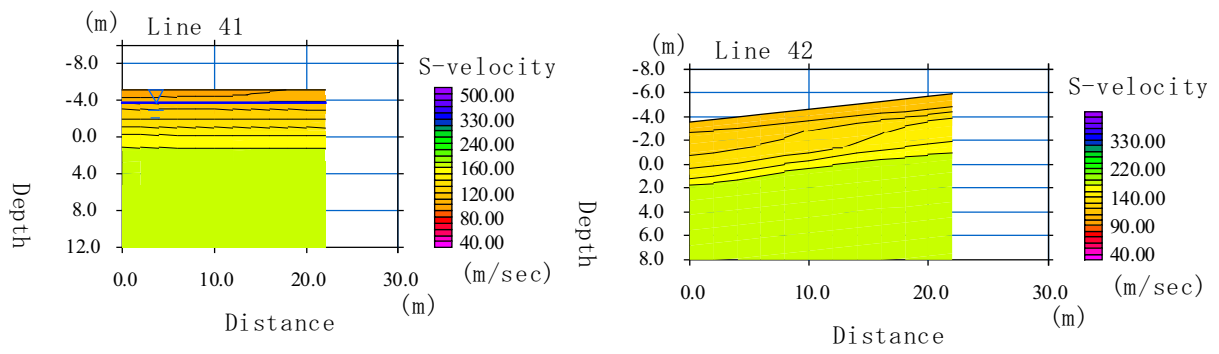 (m) Line 41
-8.0
-4.0
0.0
4.0
8.0
12.0
Depth
0.0 10.0 20.0 30.0
(m)
Distance
S-velocity
500.00
330.00
240.00
160.00
120.00
80.00
40.00
(m/sec)
(m) Line 42
-8.0
-6.0
-4.0
-2.0
0.0
2.0
4.0
6.0
8.0
Depth
0.0 10.0 20.0 30.0
(m)
Distance
S-velocity
330.00
220.00
140.00
90.00
40.00
(m/sec)